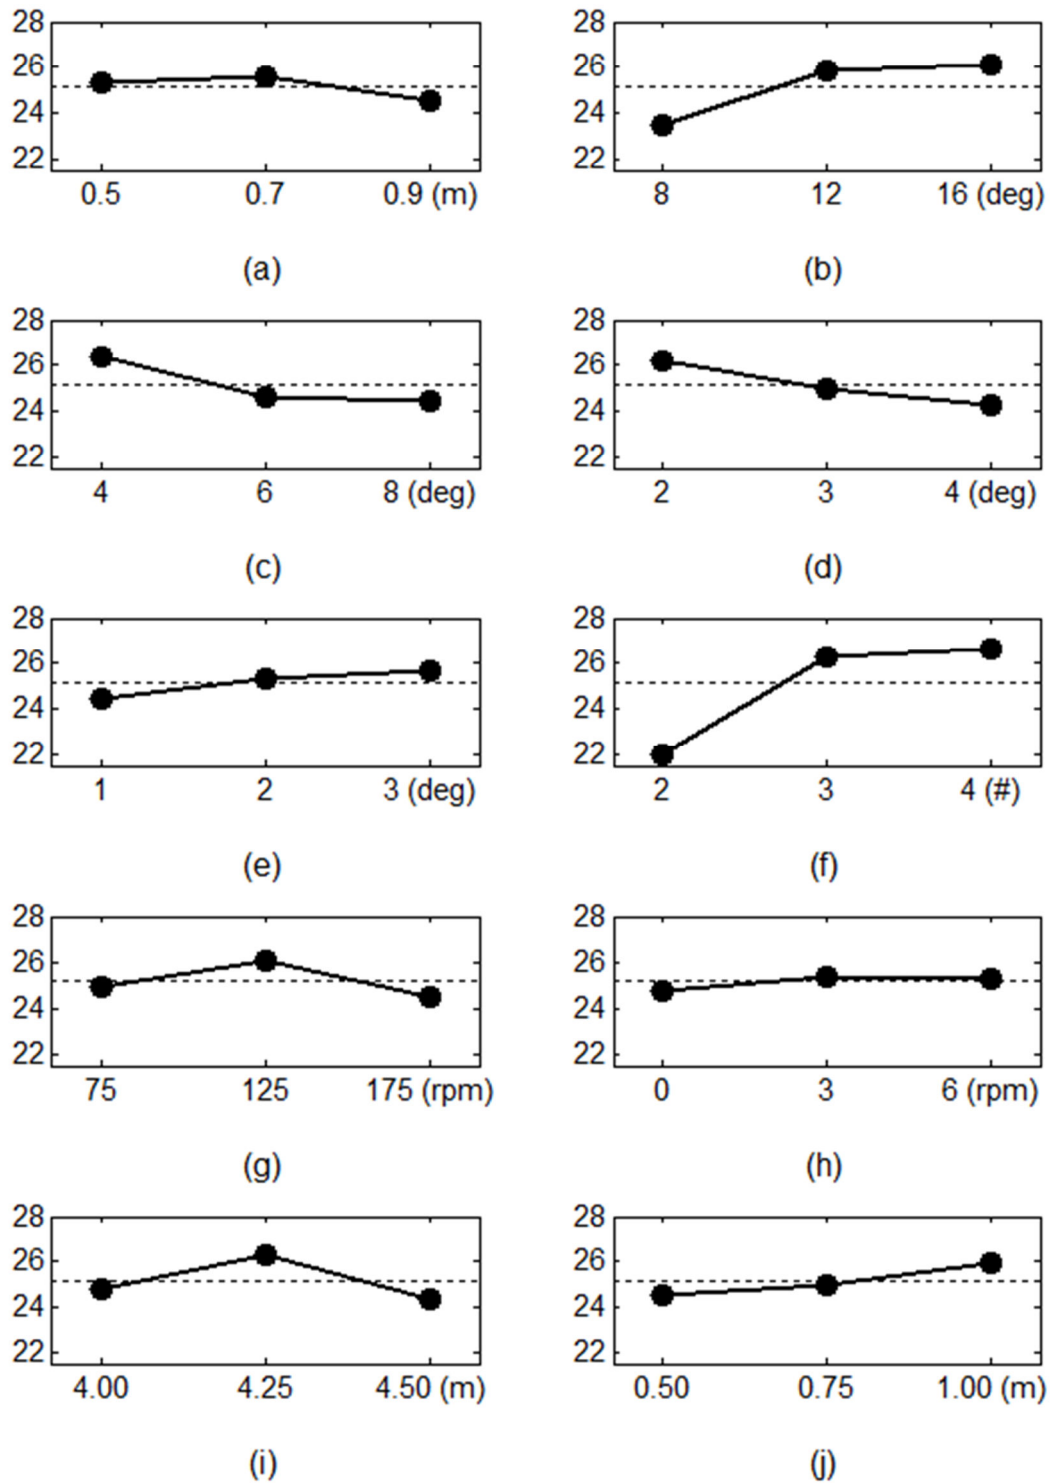 28 28
26 26
24 24
22 22
0.5 0.7 0.9 (m) 8 12 16 (deg)
(a) (b)
28 28
26 26
24 24
22 22
4 6 8 (deg) 2 3 4 (deg)
(c) (d)
28 28
26 26
24 24
22 22
1 2 3 (deg) 2 3 4 (#)
(e) (f)
28 28
26 26
24 24
22 22
75 125 175 (rpm) 0 3 6 (rpm)
(g) (h)
28 28
26 26
24 24
22 22
4.00 4.25 4.50 (m) 0.50 0.75 1.00 (m)
(i) (j)